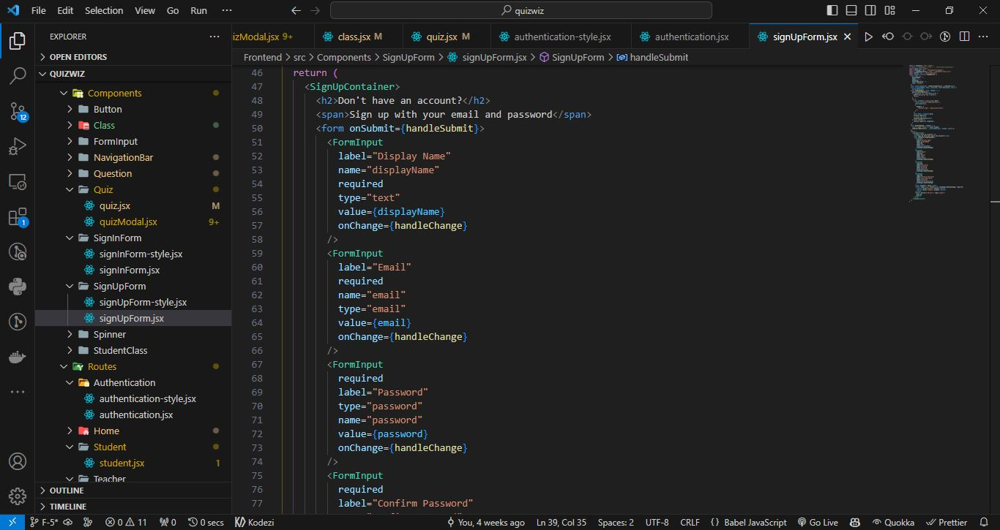 File Edit Selection View Go Run ··· quizwiz
EXPLORER ···
OPEN EDITORS
QUIZWIZ
Components
Button
Class
FormInput
NavigationBar
Question
Quiz
quiz.jsx M
quizModal.jsx 9+
SignInForm
signInForm-style.jsx
signInForm.jsx
SignUpForm
signUpForm-style.jsx
signUpForm.jsx
Spinner
StudentClass
Routes
Authentication
authentication-style.jsx
authentication.jsx
Home
Student
student.jsx 1
Teacher
OUTLINE
TIMELINE
12
1
izModal.jsx 9+ class.jsx M quiz.jsx M authentication-style.jsx authentication.jsx signUpForm.jsx
Frontend > src > Components > SignUpForm > signUpForm.jsx > SignUpForm > handleSubmit
46 return (
47 <SignUpContainer>
48 <h2>Don't have an account?</h2>
49 <span>Sign up with your email and password</span>
50 <form onSubmit={handleSubmit}>
51 <FormInput
52 label="Display Name"
53 name="displayName"
54 required
55 type="text"
56 value={displayName}
57 onChange={handleChange}
58 />
59 <FormInput
60 label="Email"
61 required
62 name="email"
63 type="email"
64 value={email}
65 onChange={handleChange}
66 />
67 <FormInput
68 required
69 label="Password"
70 type="password"
71 name="password"
72 value={password}
73 onChange={handleChange}
74 />
75 <FormInput
76 required
77 label="Confirm Password"
F-5* 0 11 0 0 secs Kodezi You, 4 weeks ago Ln 39, Col 35 Spaces: 2 UTF-8 CRLF {} Babel JavaScript Go Live Quokka Prettier